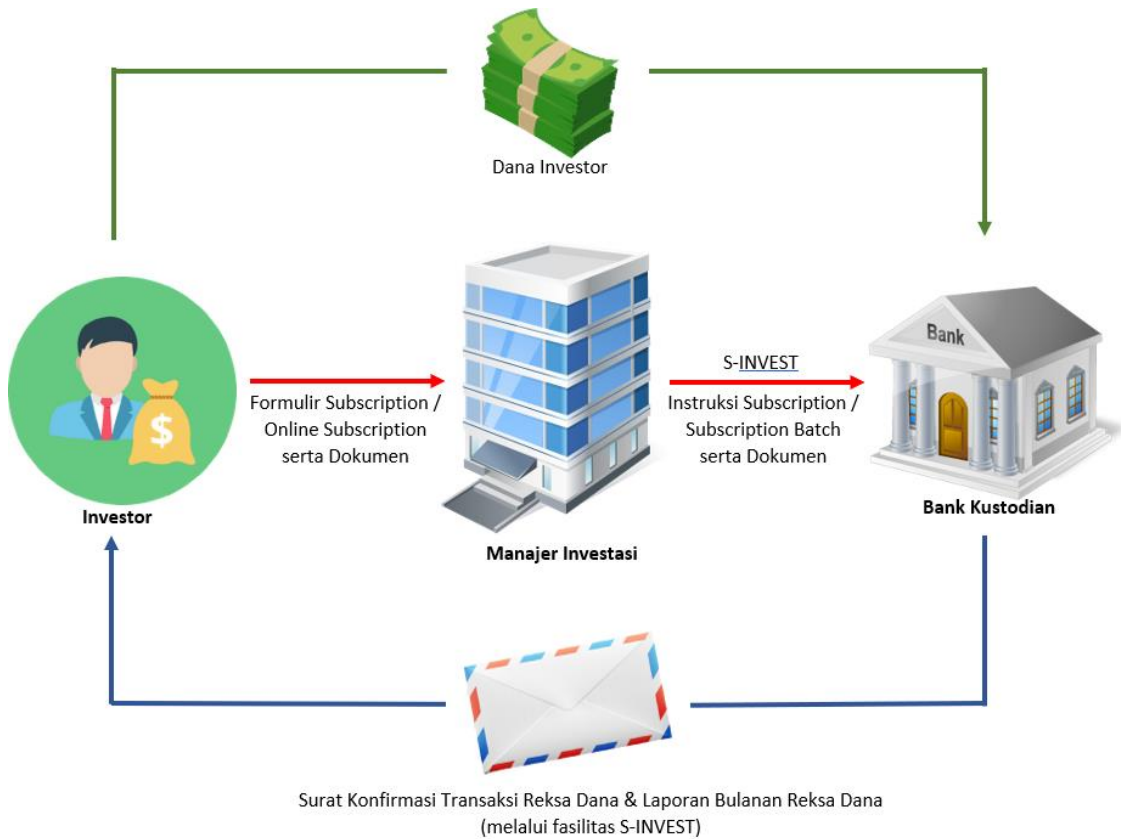 Dana Investor
Bank
$
S-INVEST
Formulir Subscription /
Online Subscription
serta Dokumen
Instruksi Subscription /
Subscription Batch
serta Dokumen
Investor
Manajer Investasi
Bank Kustodian
Surat Konfirmasi Transaksi Reksa Dana & Laporan Bulanan Reksa Dana
(melalui fasilitas S-INVEST)